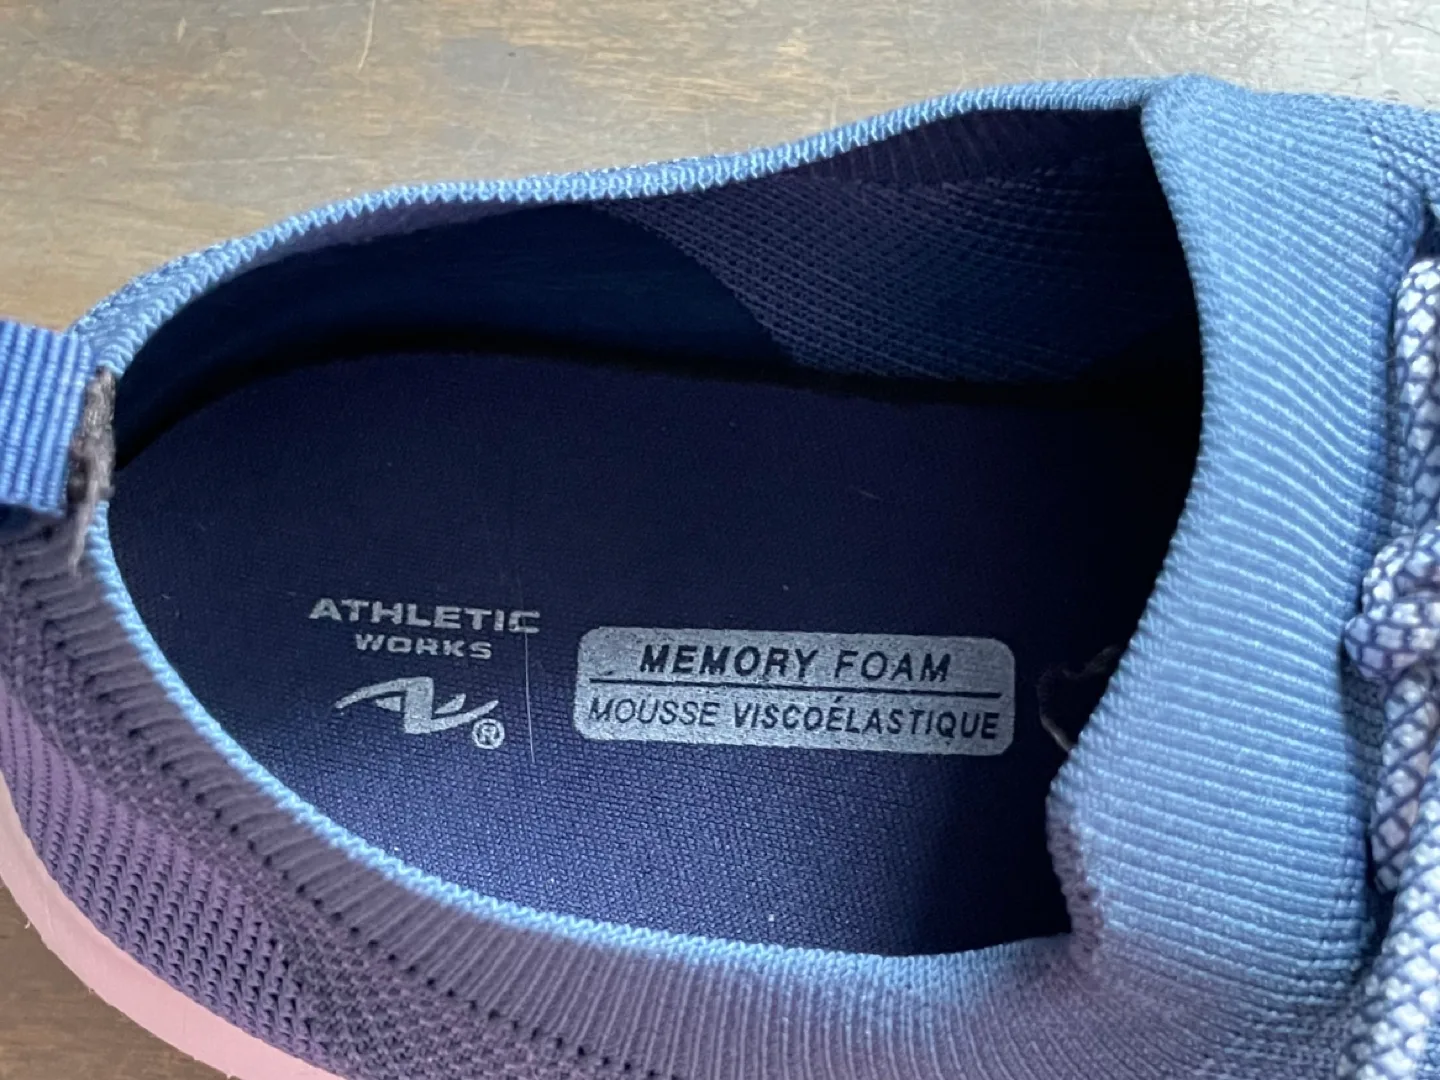 ATHLETIC
WORKS
®
MEMORY FOAM
MOUSSE VISCOÉLASTIQUE